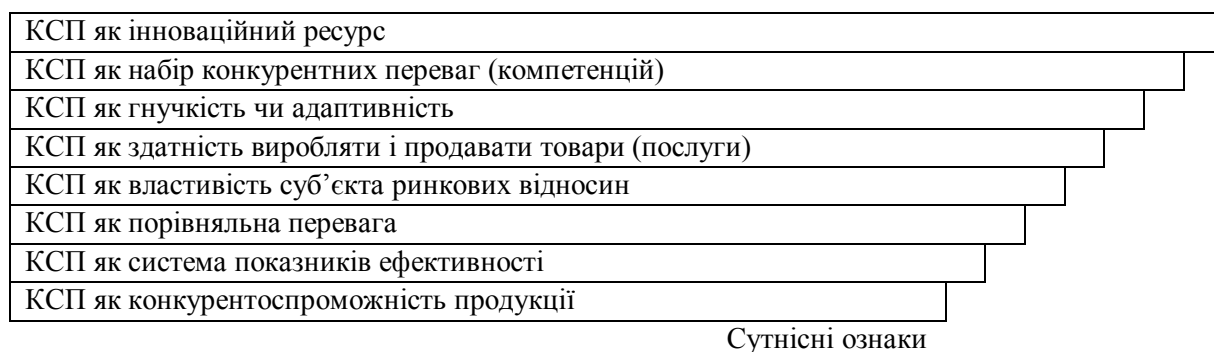 КСП як інноваційний ресурс
КСП як набір конкурентних переваг (компетенцій)
КСП як гнучкість чи адаптивність
КСП як здатність виробляти і продавати товари (послуги)
КСП як властивість суб’єкта ринкових відносин
КСП як порівняльна перевага
КСП як система показників ефективності
КСП як конкурентоспроможність продукції
Сутнісні ознаки